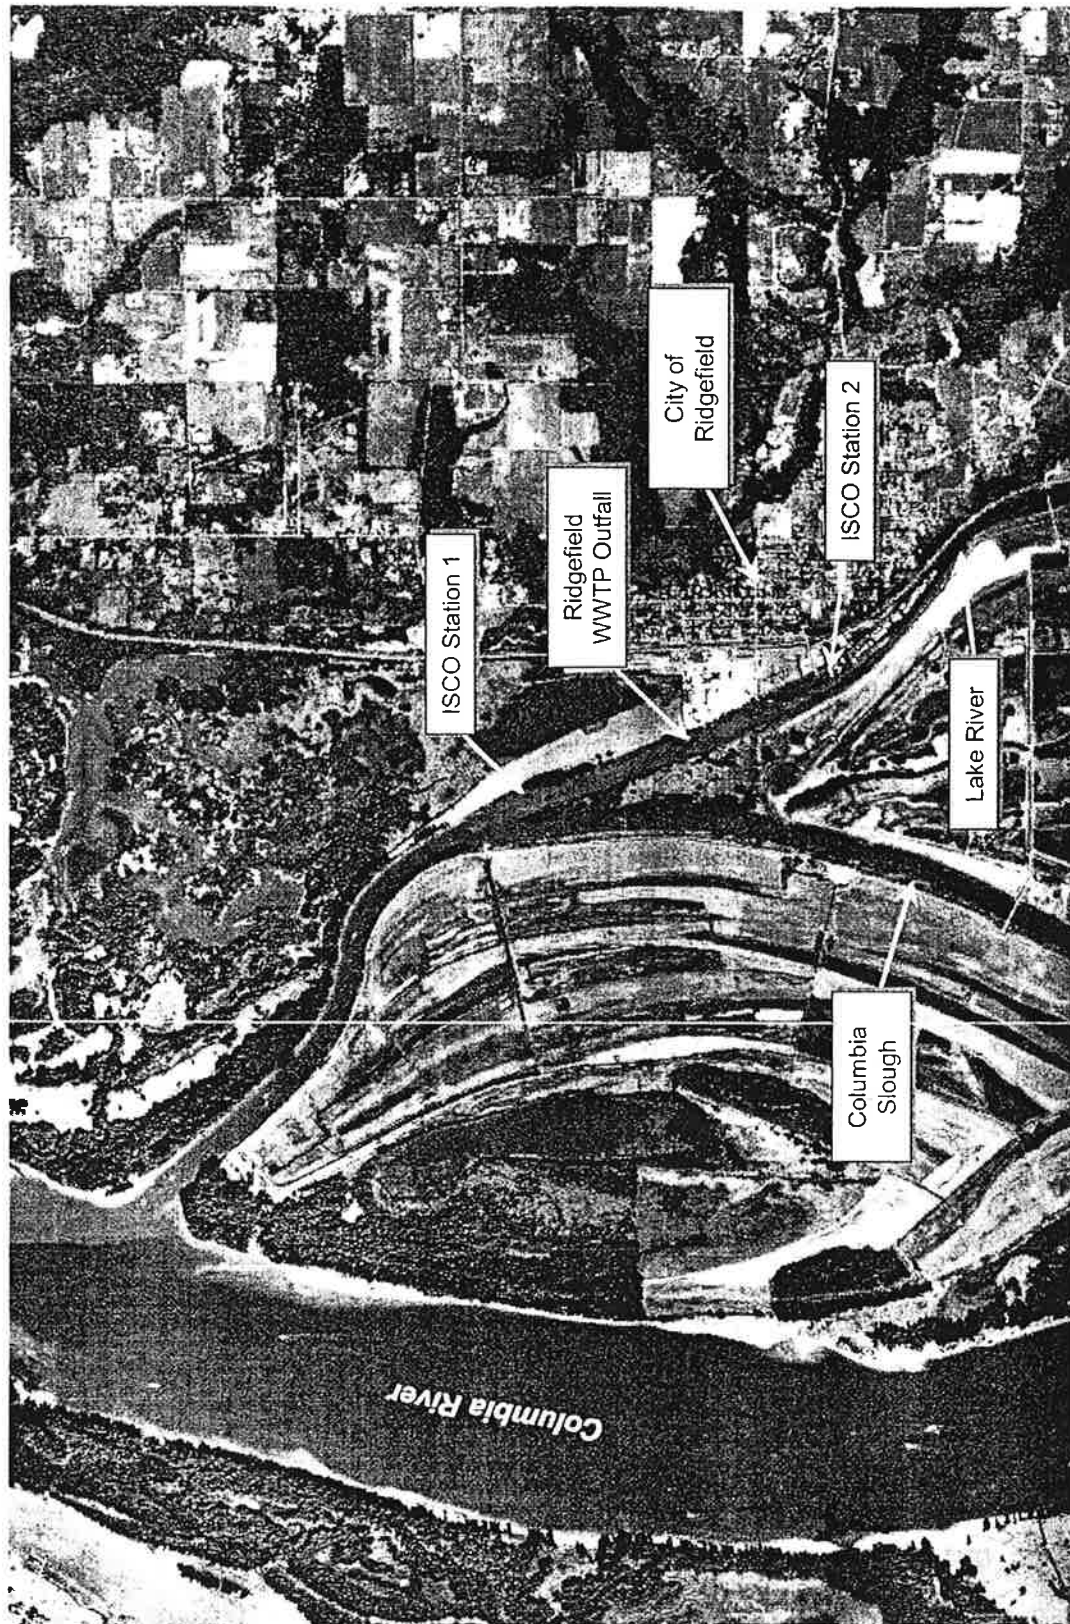 ISCO Station 1
Ridgefield
WWTP Outfall
City of
Ridgefield
ISCO Station 2
Lake River
Columbia
Slough
Columbia River